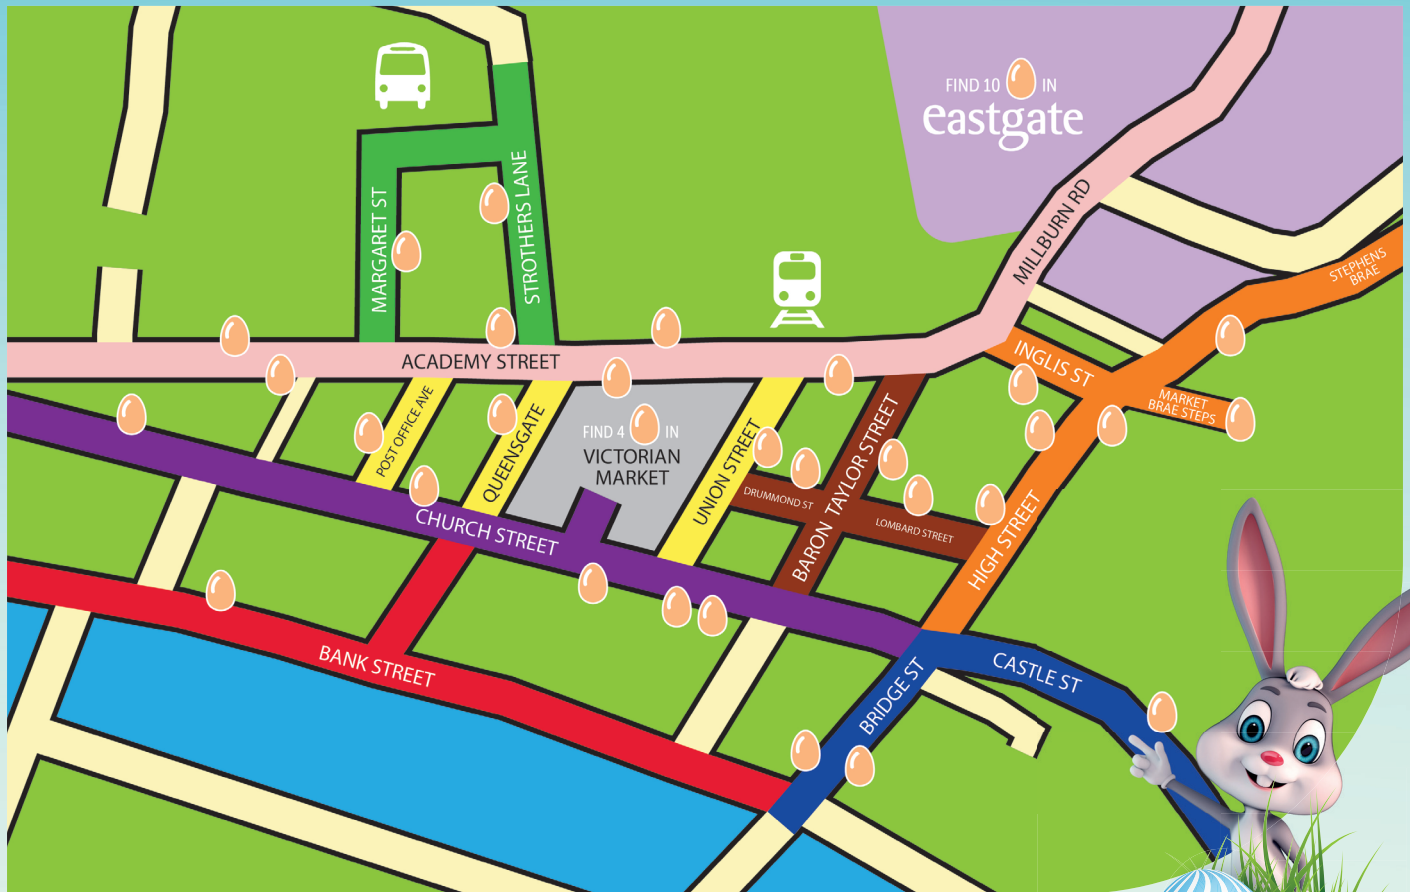 FIND 10 IN
eastgate
MILLBURN RD
STEPHENS
BRAE
MARGARET ST
STROTHERS LANE
ACADEMY STREET
INGLIS ST
MARKET
BRAE STEPS
POST OFFICE AVE
QUEENSGATE
FIND 4 IN
VICTORIAN
MARKET
UNION STREET
BARON TAYLOR STREET
DRUMMOND ST
LOMBARD STREET
HIGH STREET
CHURCH STREET
BANK STREET
BRIDGE ST
CASTLE ST